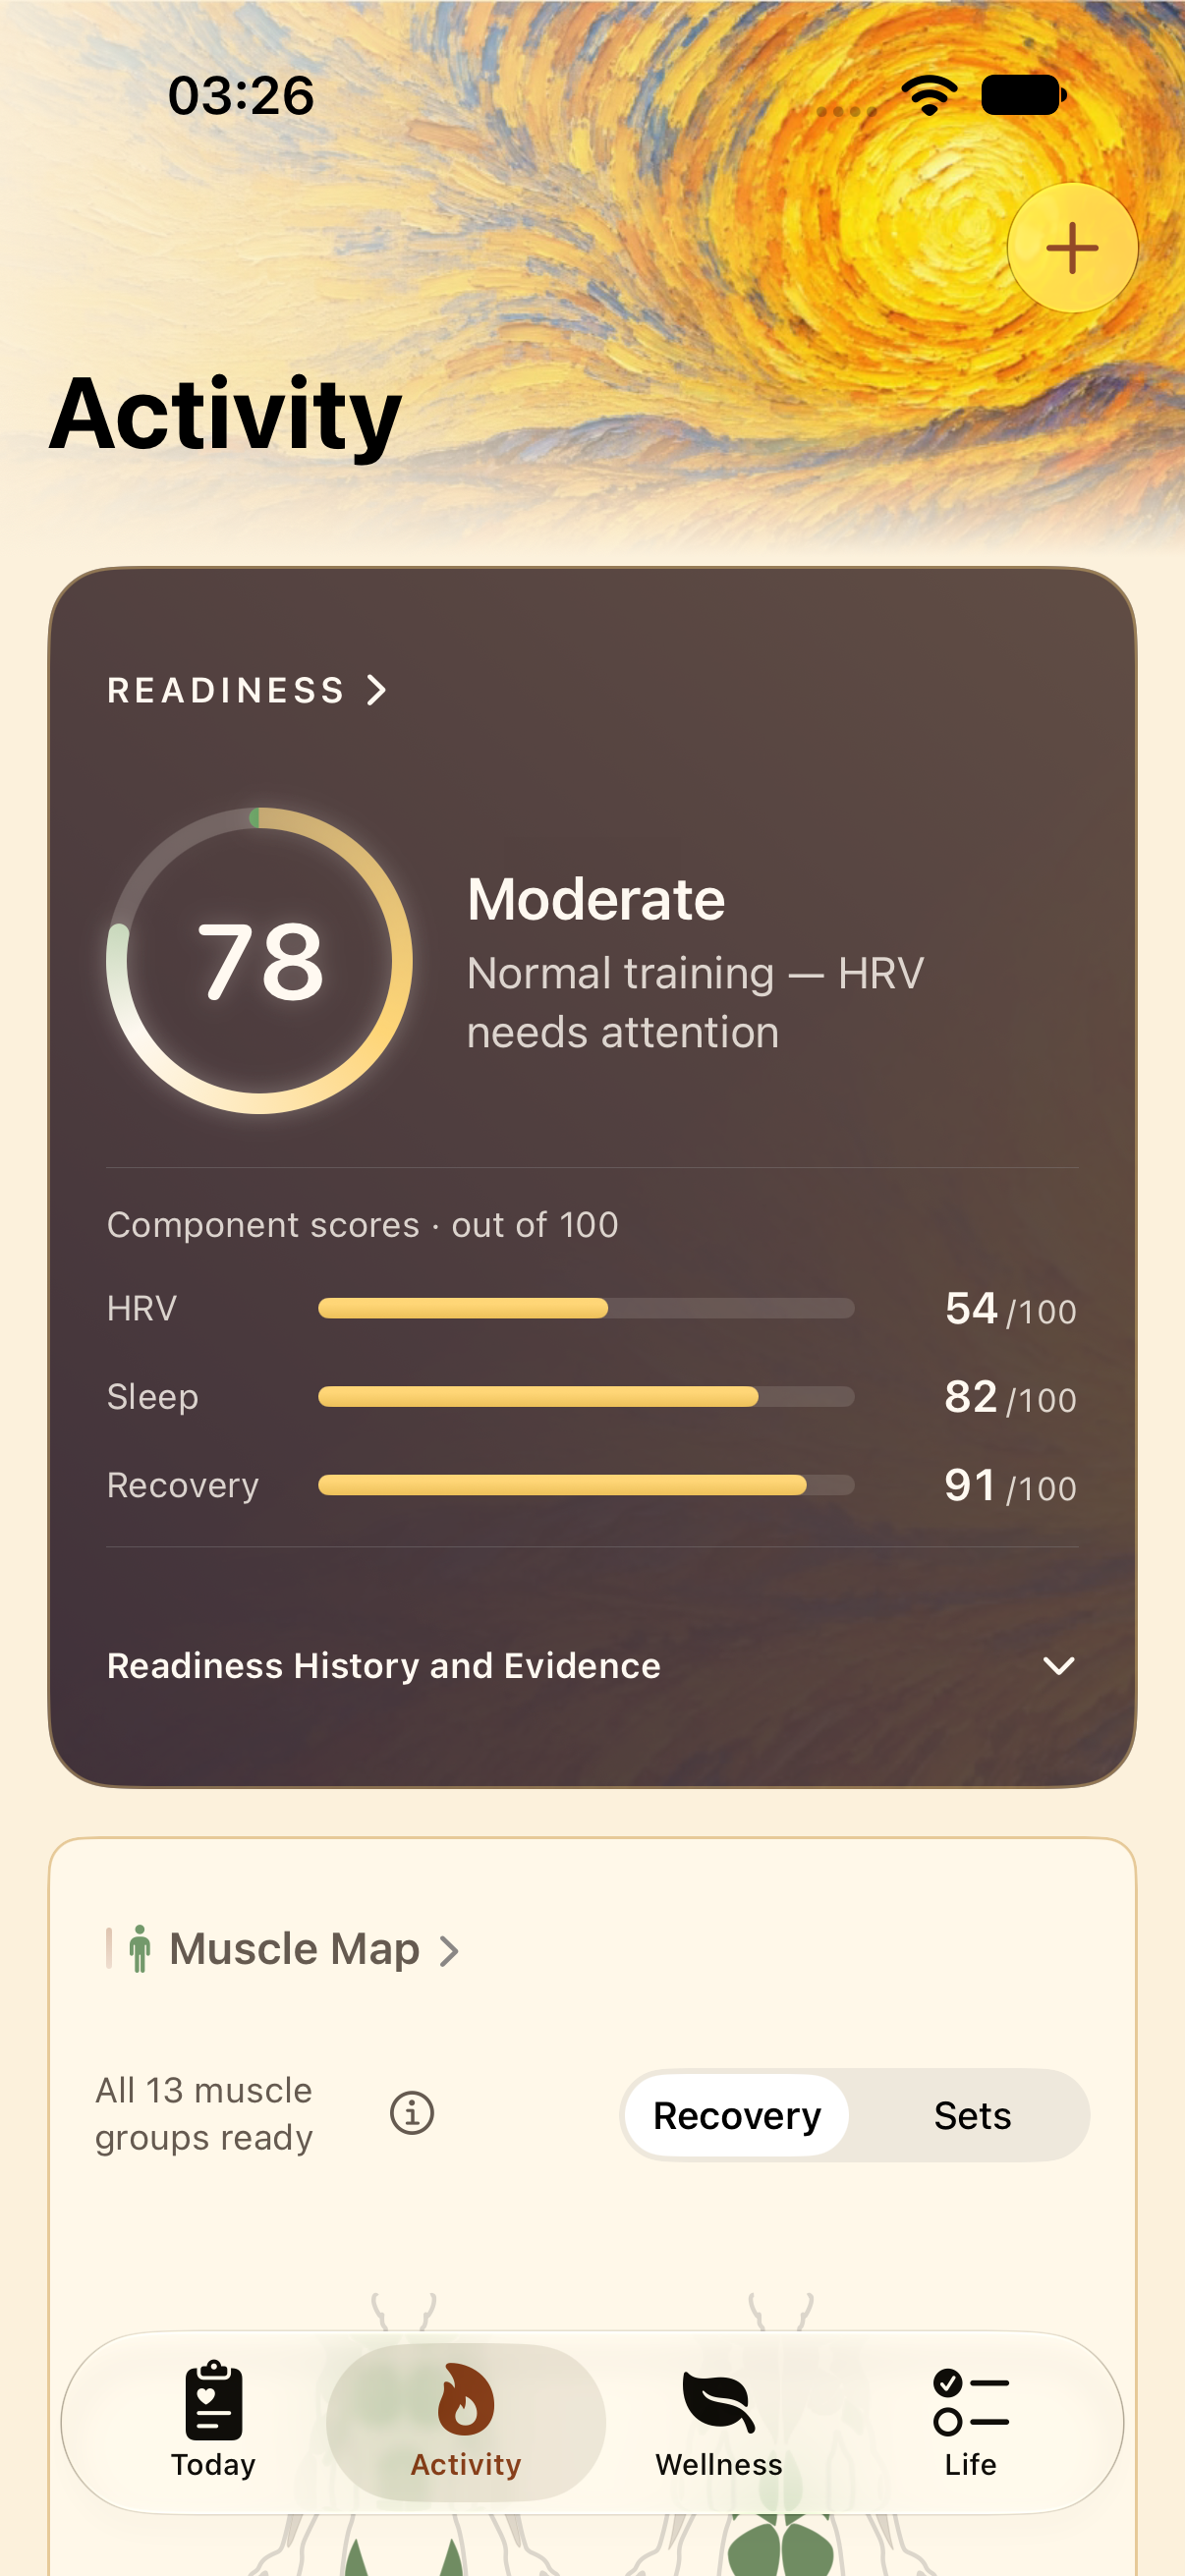 03:26
Activity
READINESS
78
Moderate
Normal training — HRV
needs attention
Component scores · out of 100
HRV 54/100
Sleep 82/100
Recovery 91/100
Readiness History and Evidence
Muscle Map
All 13 muscle
groups ready
Recovery Sets
Today Activity Wellness Life